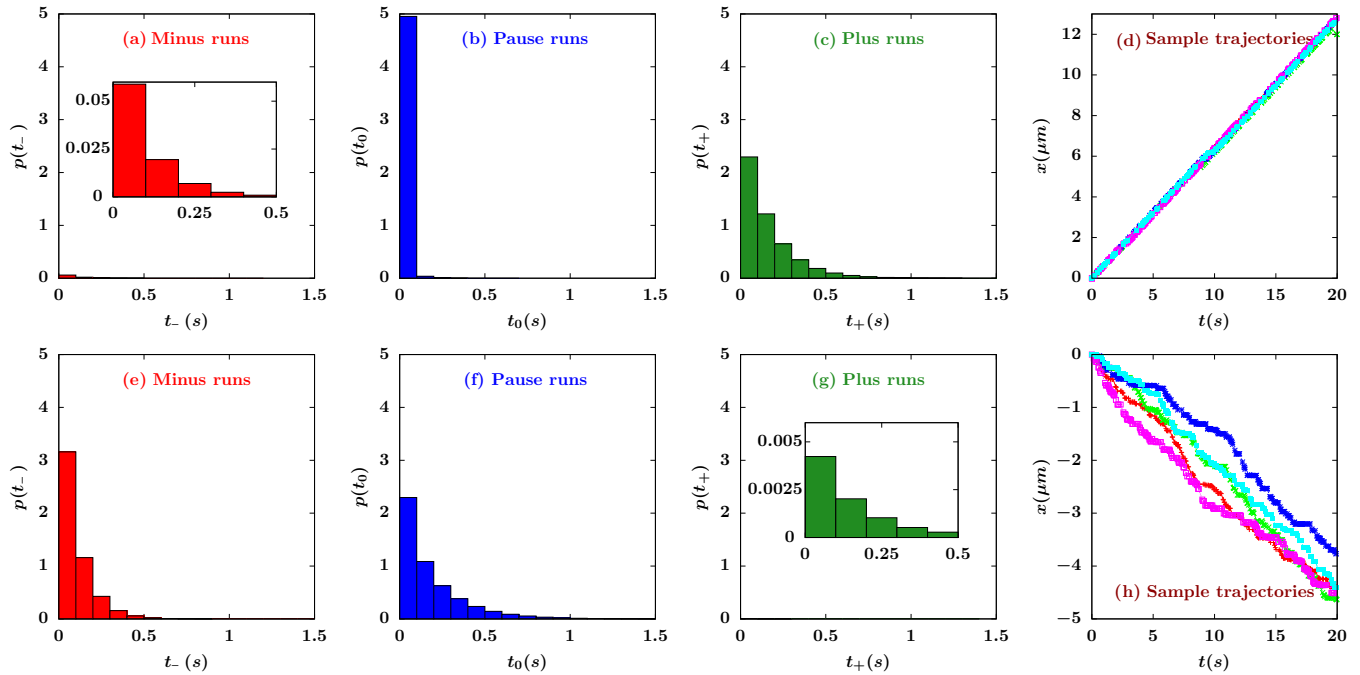 (a) Minus runs
p(t₋)
5
4
3
2
1
0
0.05
0.025
0
0 0.25 0.5
0 0.5 1 1.5
t₋(s)
(b) Pause runs
p(t₀)
5
4
3
2
1
0
0 0.5 1 1.5
t₀(s)
(c) Plus runs
p(t₊)
5
4
3
2
1
0
0 0.5 1 1.5
t₊(s)
(d) Sample trajectories
x(μm)
12
10
8
6
4
2
0
0 5 10 15 20
t(s)
(e) Minus runs
p(t₋)
5
4
3
2
1
0
0 0.5 1 1.5
t₋(s)
(f) Pause runs
p(t₀)
5
4
3
2
1
0
0 0.5 1 1.5
t₀(s)
(g) Plus runs
p(t₊)
5
4
3
2
1
0
0.005
0.0025
0
0 0.25 0.5
0 0.5 1 1.5
t₊(s)
x(μm)
0
−1
−2
−3
−4
−5
(h) Sample trajectories
0 5 10 15 20
t(s)